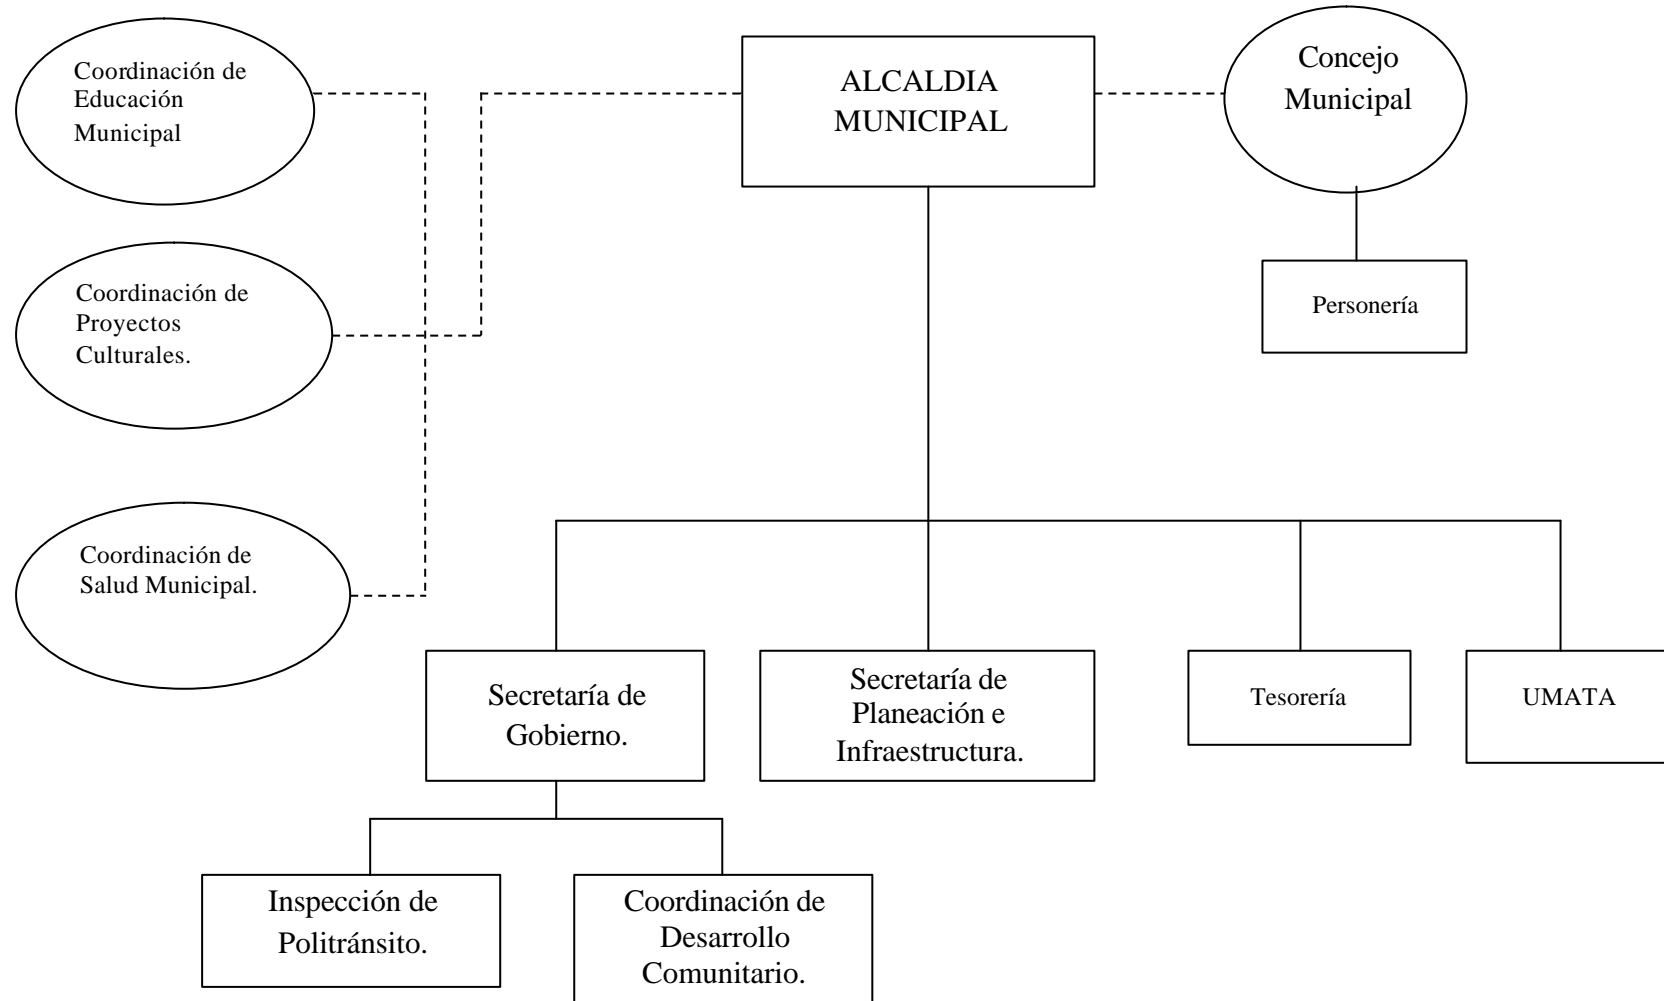 Coordinación de
Educación
Municipal
ALCALDIA
MUNICIPAL
Concejo
Municipal
Coordinación de
Proyectos
Culturales.
Personería
Coordinación de
Salud Municipal.
Secretaría de
Gobierno.
Secretaría de
Planeación e
Infraestructura.
Tesorería
UMATA
Inspección de
Politránsito.
Coordinación de
Desarrollo
Comunitario.